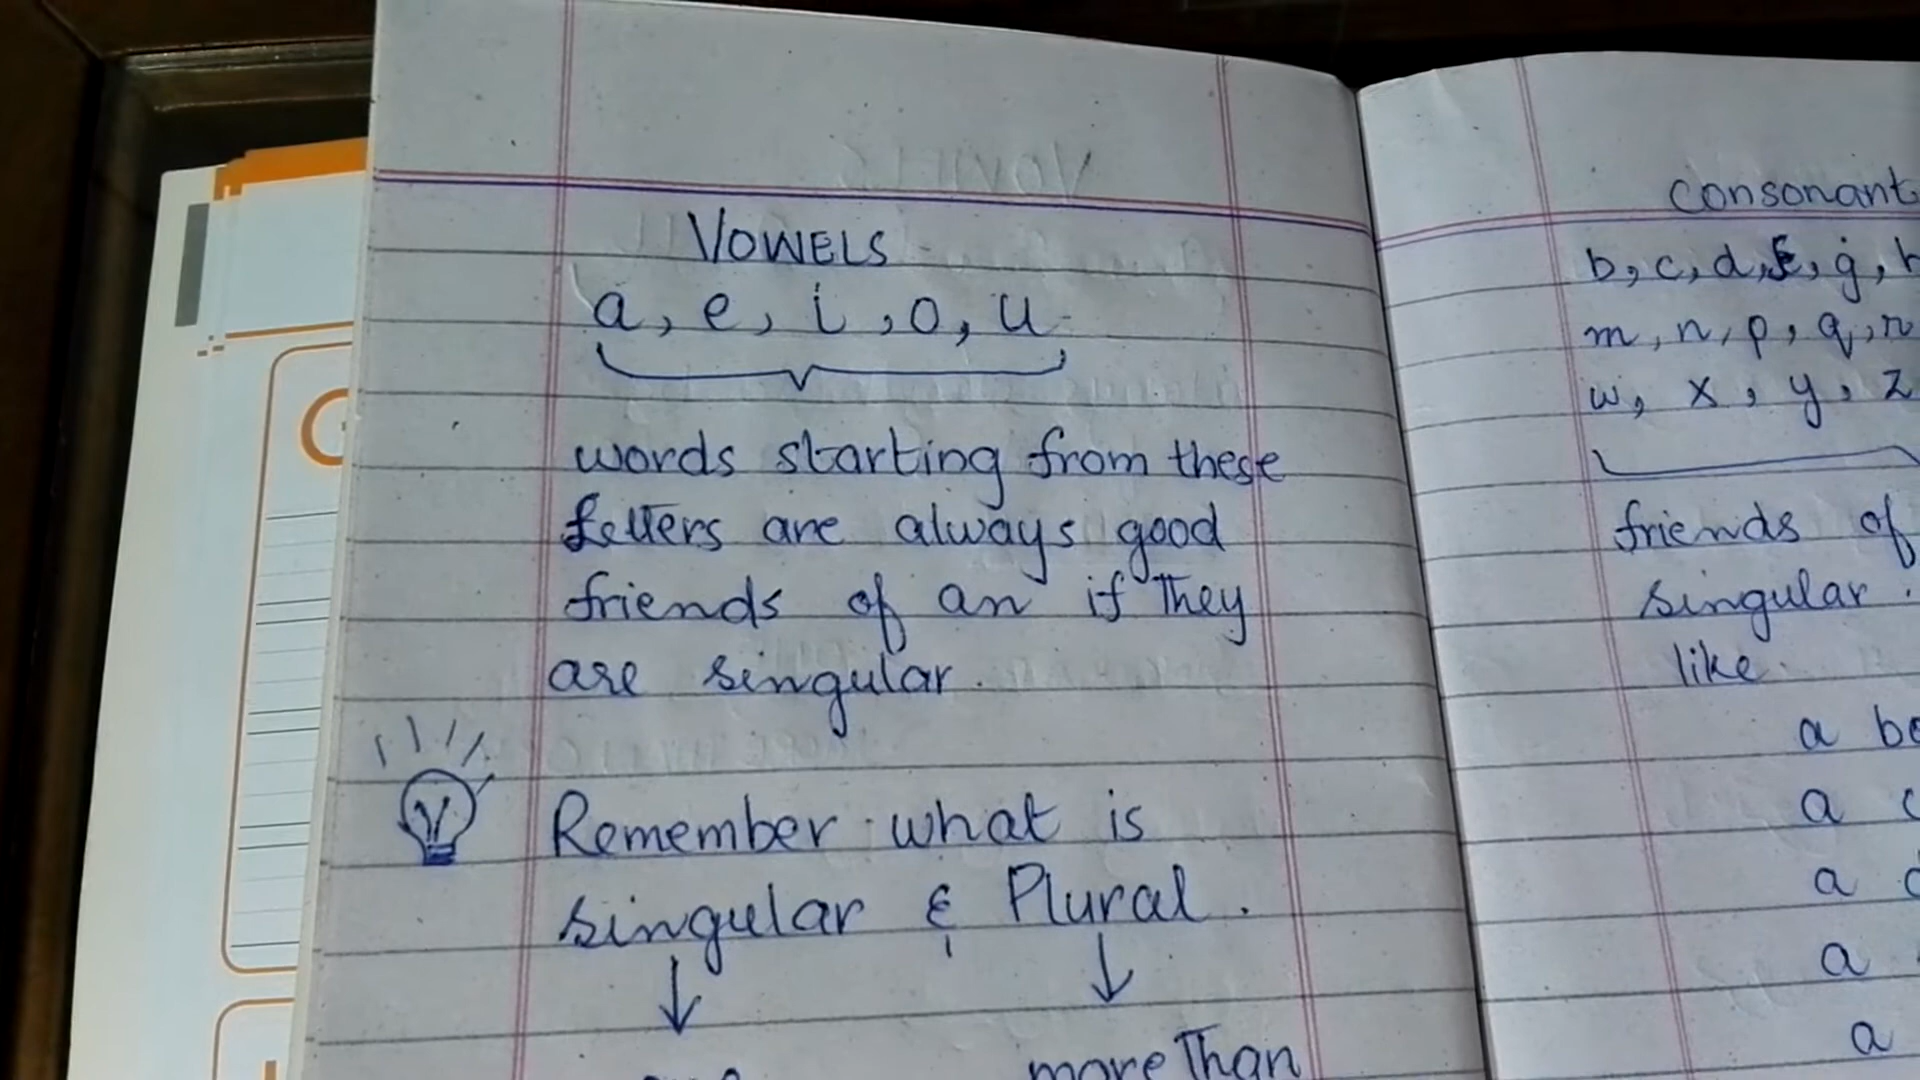 VOWELS
a, e, i, o, u
words starting from these
letters are always good
friends of an if they
are singular.
Remember what is
singular & Plural.
more Than
Consonant
b, c, d, f, g, h
m, n, p, q, r
w, x, y, z
friends of
singular.
like
a
a
a
a
a